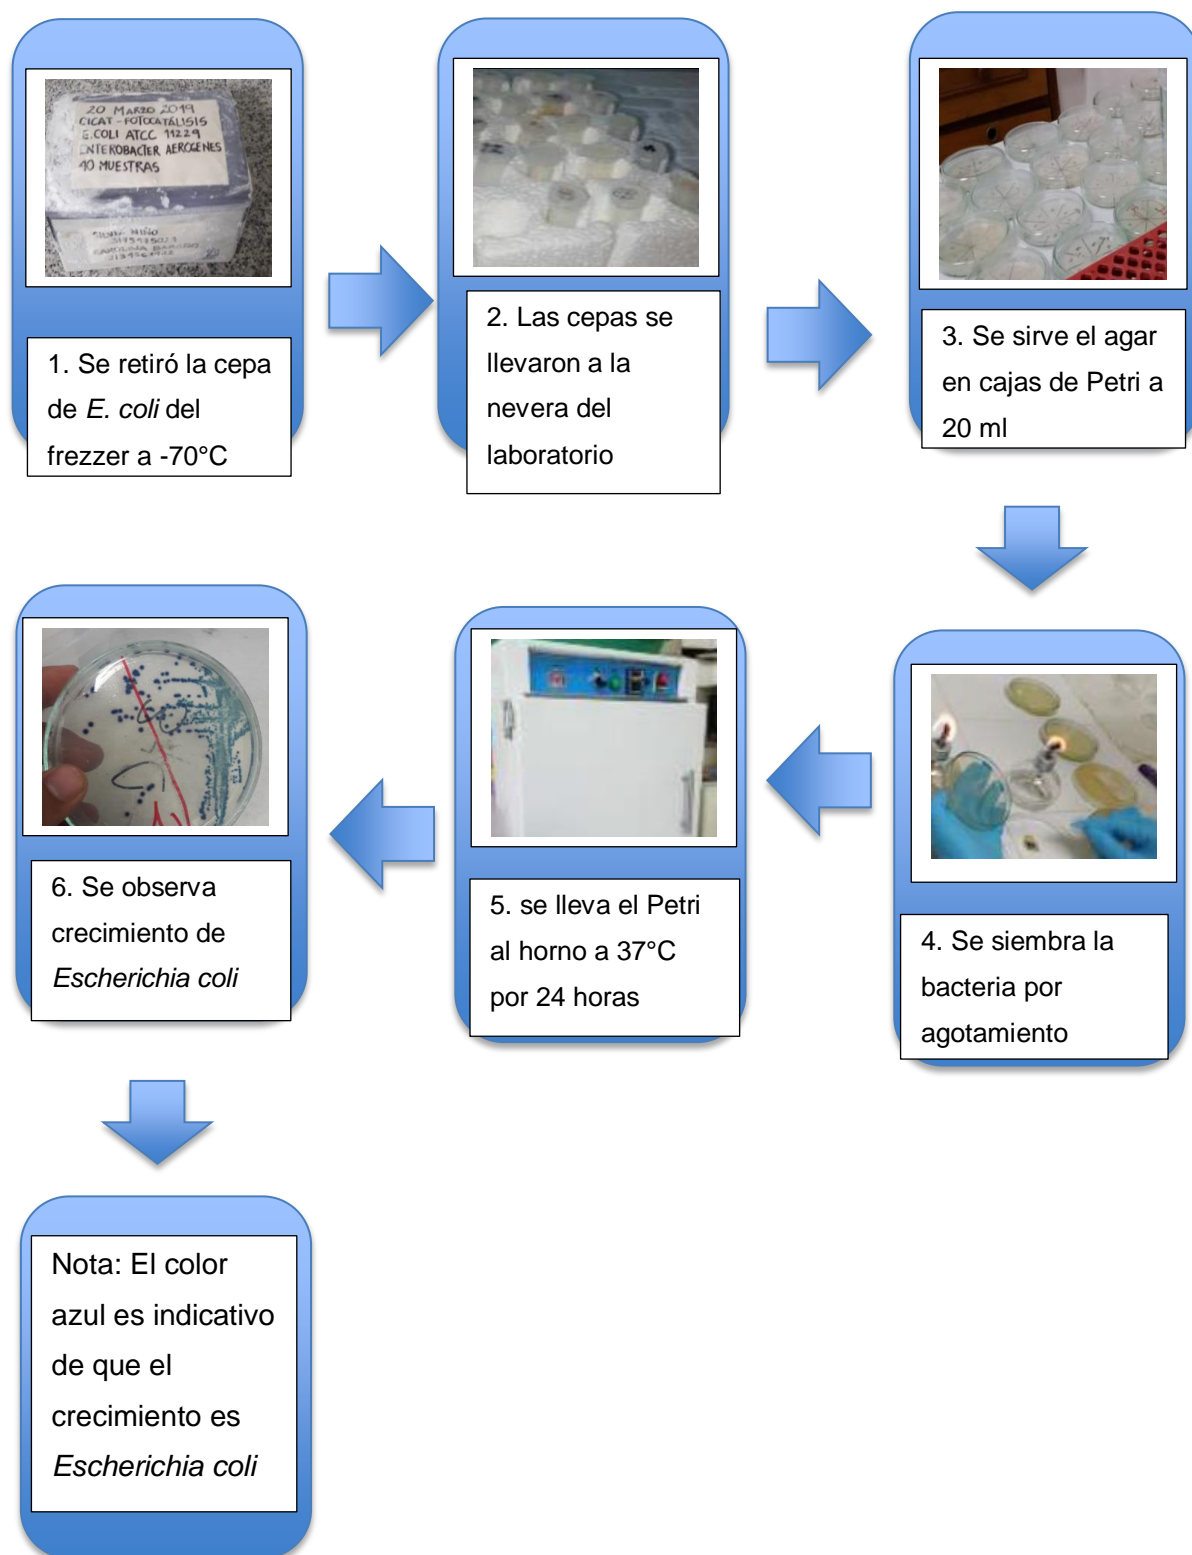 20 MARZO 2019
CICAT - FOTOCATÁLISIS
E.COLI ATCC 11229
ENTEROBACTER AEROGENES
40 MUESTRAS
SILVIA NIÑO
1. Se retiró la cepa
de E. coli del
frezzer a -70°C
2. Las cepas se
llevaron a la
nevera del
laboratorio
3. Se sirve el agar
en cajas de Petri a
20 ml
4. Se siembra la
bacteria por
agotamiento
5. se lleva el Petri
al horno a 37°C
por 24 horas
6. Se observa
crecimiento de
Escherichia coli
Nota: El color
azul es indicativo
de que el
crecimiento es
Escherichia coli